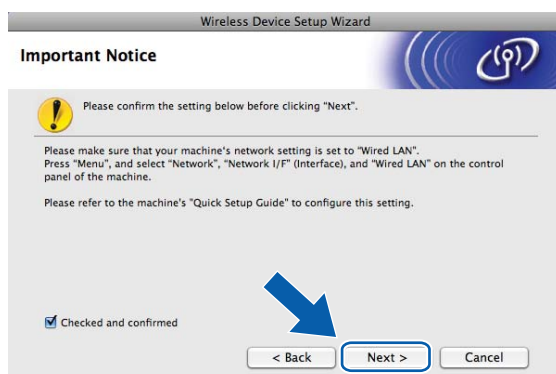 Wireless Device Setup Wizard
Important Notice
Please confirm the setting below before clicking "Next".
Please make sure that your machine's network setting is set to "Wired LAN".
Press "Menu", and select "Network", "Network I/F" (Interface), and "Wired LAN" on the control
panel of the machine.
Please refer to the machine's "Quick Setup Guide" to configure this setting.
Checked and confirmed
< Back
Next >
Cancel